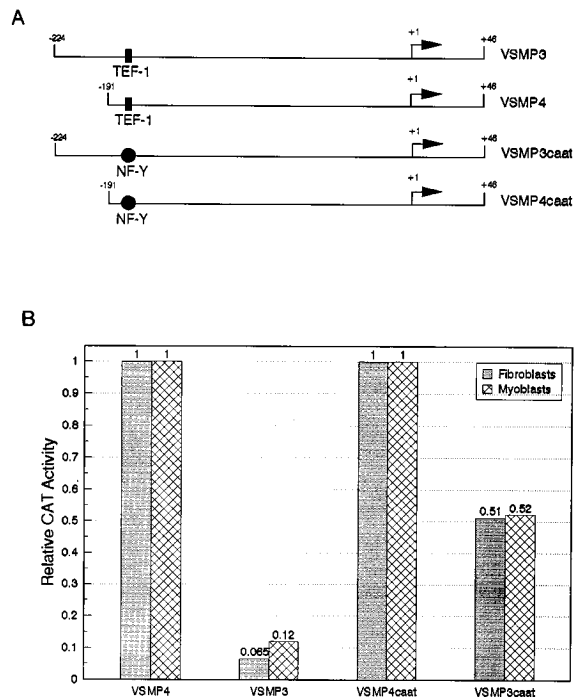 A
-224 +1 +46
TEF-1 VSMP3
-191 +1 +46
TEF-1 VSMP4
-224 +1 +46
NF-Y VSMP3caat
-191 +1 +46
NF-Y VSMP4caat
B
1 1 1 1
Fibroblasts
Myoblasts
Relative CAT Activity
1
0.9
0.8
0.7
0.6
0.5
0.4
0.3
0.2
0.1
0
0.065 0.12 0.51 0.52
VSMP4 VSMP3 VSMP4caat VSMP3caat